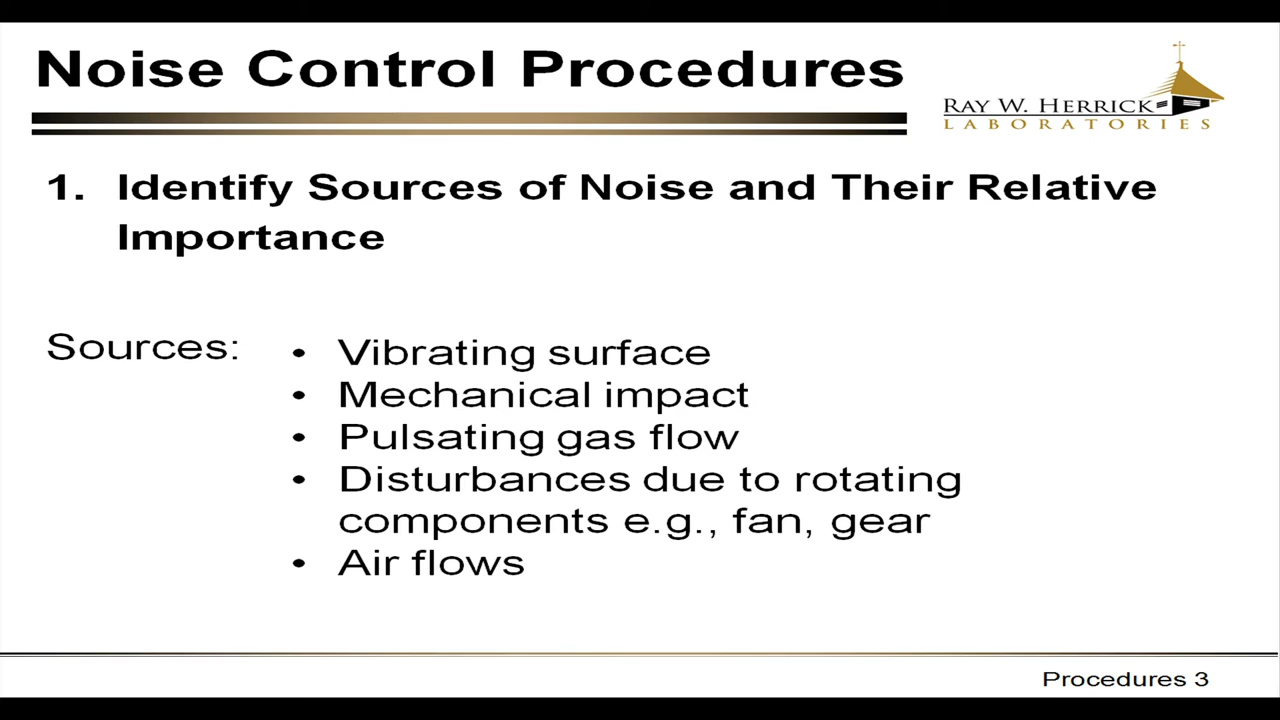 Noise Control Procedures
RAY W. HERRICK
LABORATORIES
1. Identify Sources of Noise and Their Relative
Importance
Sources:
• Vibrating surface
• Mechanical impact
• Pulsating gas flow
• Disturbances due to rotating
components e.g., fan, gear
• Air flows
Procedures 3